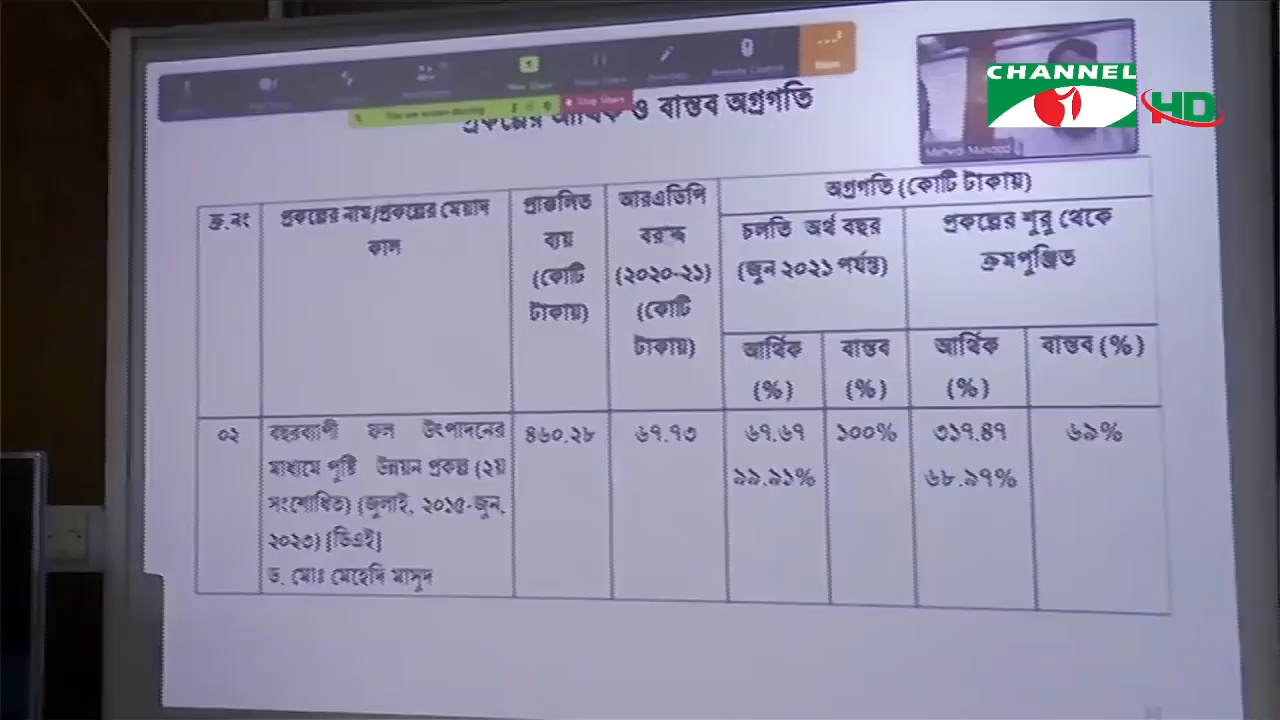 CHANNEL
HD
প্রকল্পের আর্থিক ও বাস্তব অগ্রগতি
ক্র.নং
প্রকল্পের নাম/প্রকল্পের মেয়াদ
কাল
প্রাক্কলিত
ব্যয়
(কোটি
টাকায়)
আরএডিপি
বরাদ্দ
(২০২০-২১)
(কোটি
টাকায়)
অগ্রগতি (কোটি টাকায়)
চলতি অর্থ বছর
(জুন ২০২১ পর্যন্ত)
প্রকল্পের শুরু থেকে
ক্রমপুঞ্জিত
আর্থিক
(%)
বাস্তব
(%)
আর্থিক
(%)
বাস্তব (%)
০২
বছরব্যাপী ফল উৎপাদনের
মাধ্যমে পুষ্টি উন্নয়ন প্রকল্প (২য়
সংশোধিত) (জুলাই, ২০১৫-জুন,
২০২৩) [ডিএই]
ড. মোঃ মেহেদি মাসুদ
৪৬০.২৮
৬৭.৭৩
৬৭.৬৭
৯৯.৯১%
১০০%
৩১৭.৪৭
৬৮.৯৭%
৬৯%